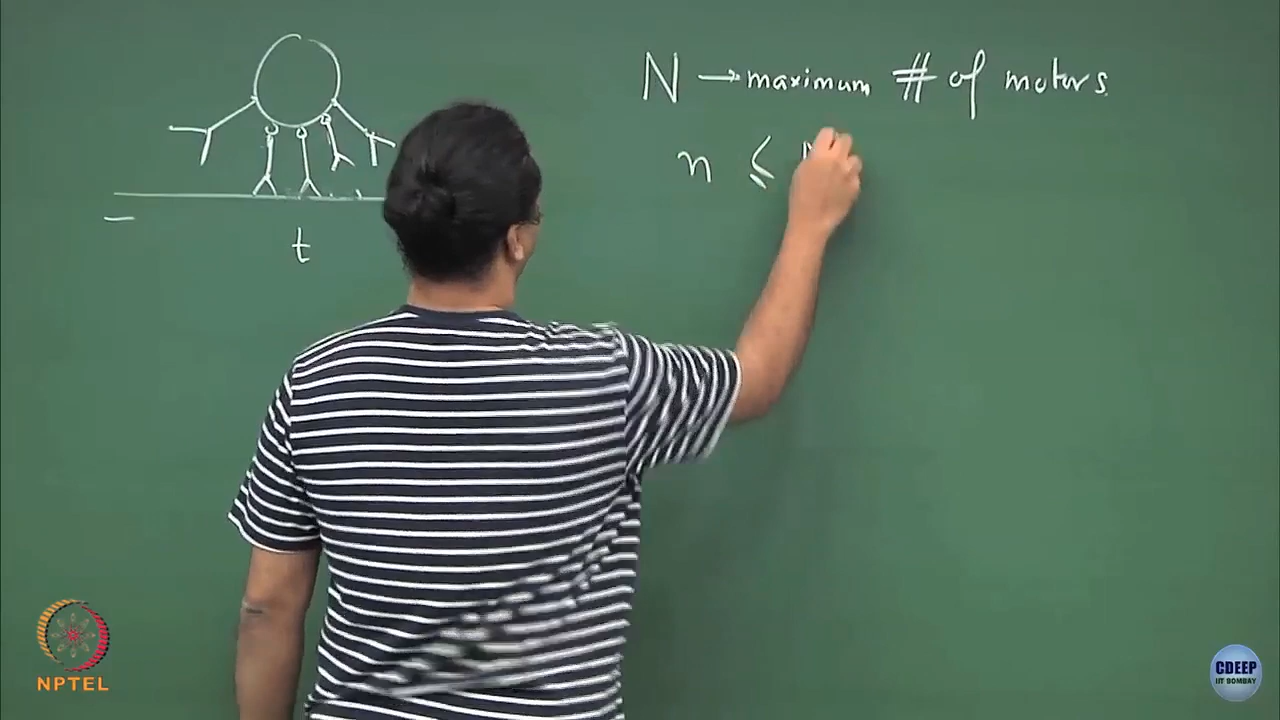 N → maximum # of motors
n ≤ N
−
t
NPTEL
CDEEP
IIT BOMBAY